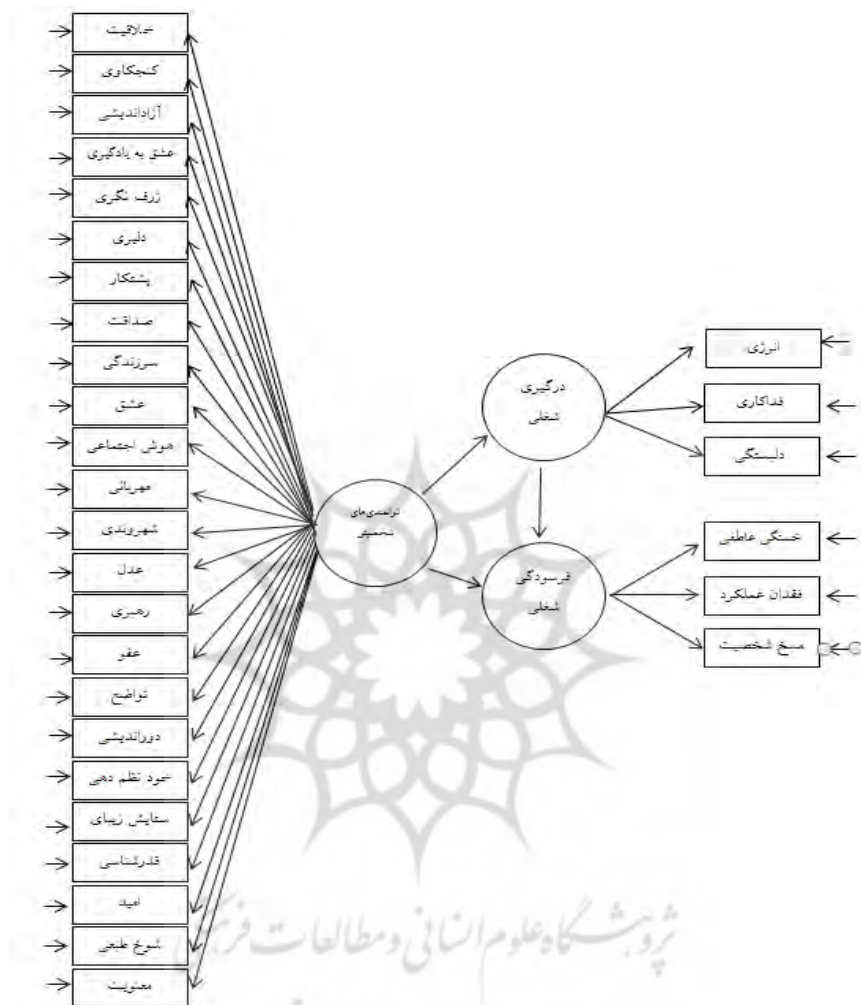 خلاقیت
کنجکاوی
آزاداندیشی
عشق به یادگیری
ژرف نگری
دلیری
پشتکار
صداقت
سرزندگی
عشق
هوش اجتماعی
مهربانی
شهروندی
عدل
رهبری
عفو
تواضع
دوراندیشی
خود نظم دهی
ستایش زیبای
قدرشناسی
امید
شوخ طبعی
معنویت
توانمندی‌های
شخصیتی
درگیری
شغلی
فرسودگی
شغلی
انرژی
فداکاری
دلبستگی
خستگی عاطفی
فقدان عملکرد
مسخ شخصیت
پژوهشگاه علوم انسانی و مطالعات فرهنگی